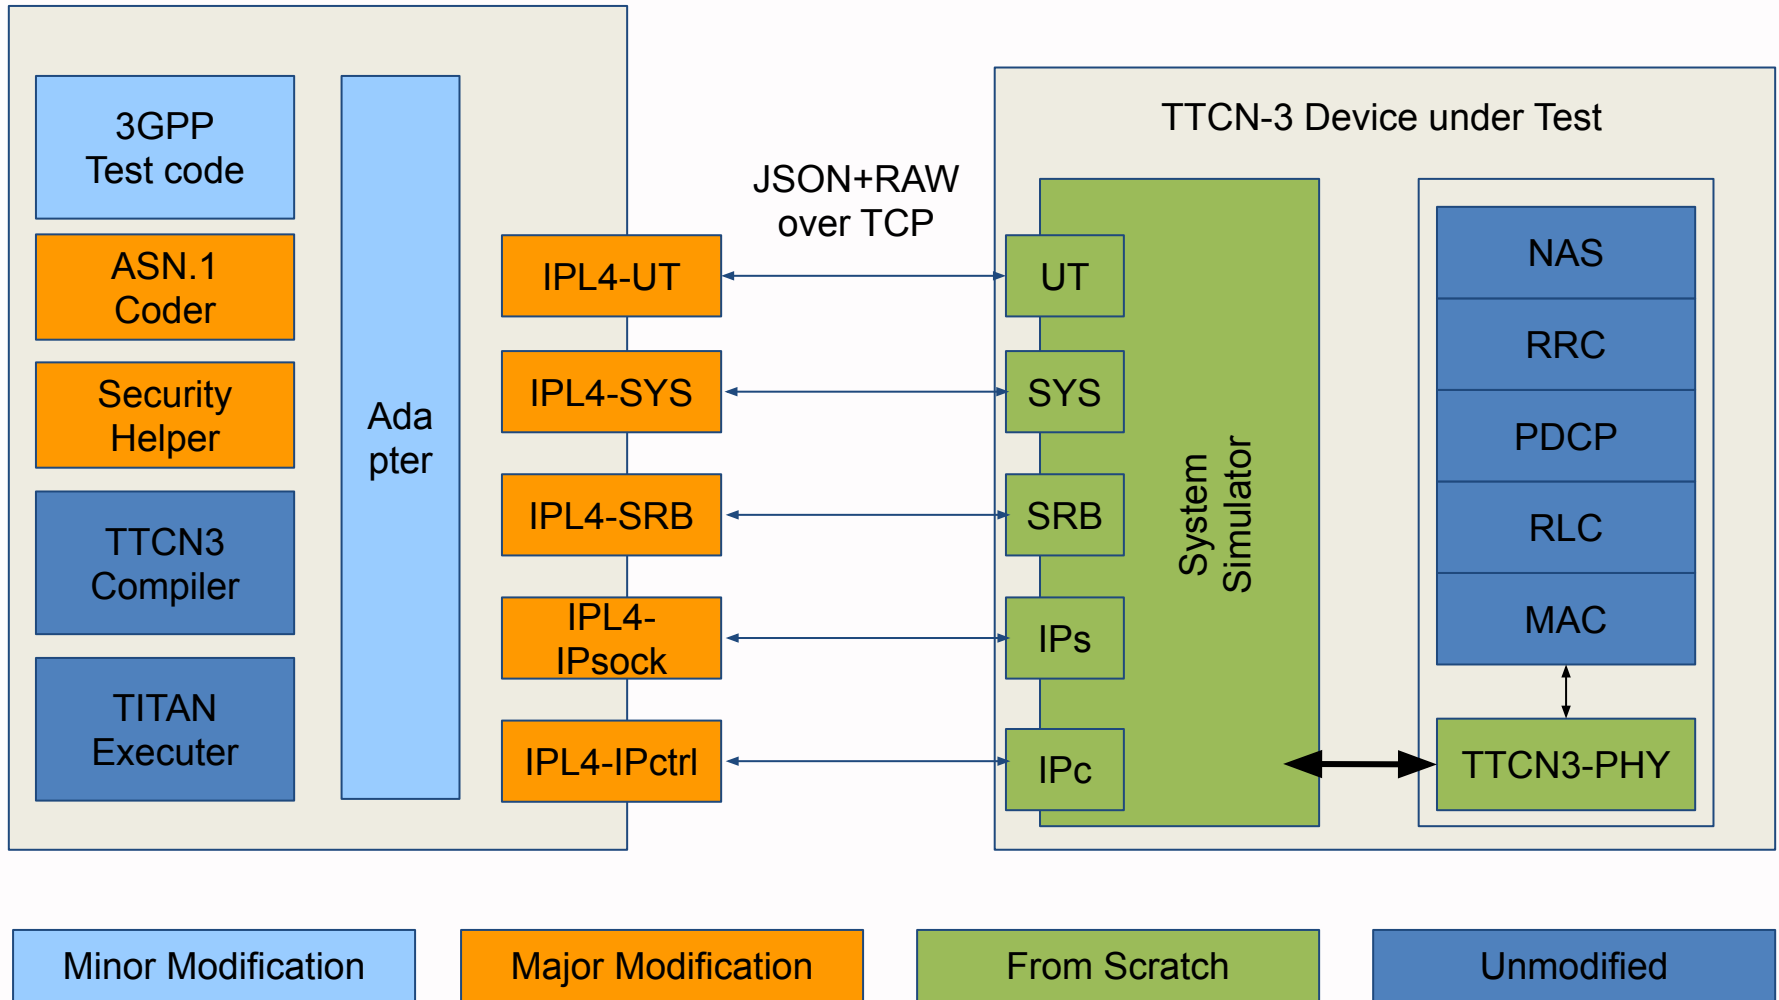 3GPP
Test code
ASN.1
Coder
Security
Helper
TTCN3
Compiler
TITAN
Executer
Ada
pter
IPL4-UT
IPL4-SYS
IPL4-SRB
IPL4-
IPsock
IPL4-IPctrl
JSON+RAW
over TCP
TTCN-3 Device under Test
UT
SYS
SRB
IPs
IPc
System
Simulator
NAS
RRC
PDCP
RLC
MAC
TTCN3-PHY
Minor Modification
Major Modification
From Scratch
Unmodified